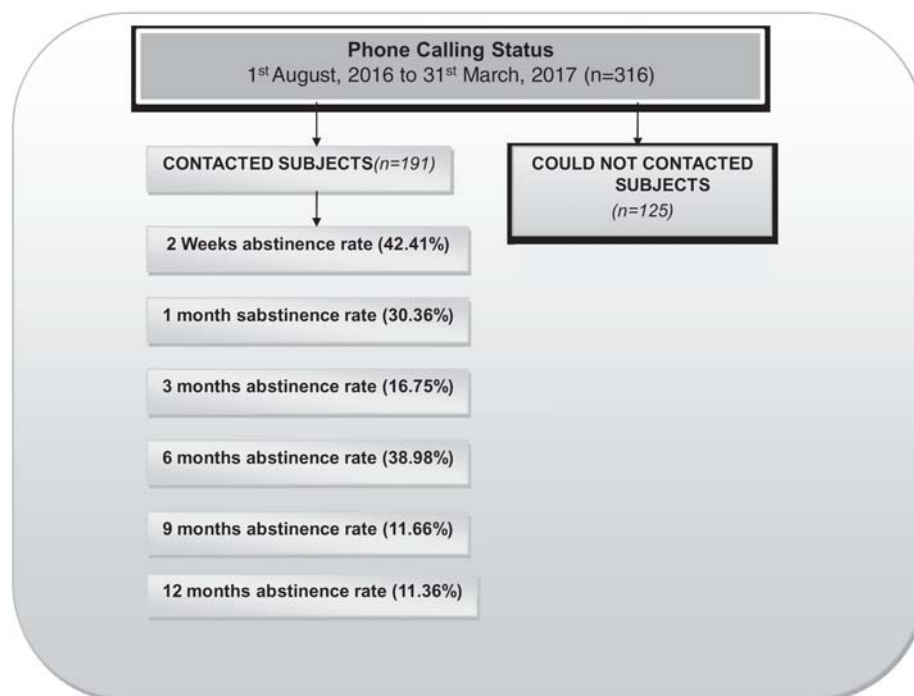 Phone Calling Status
1st August, 2016 to 31st March, 2017 (n=316)
CONTACTED SUBJECTS(n=191)
COULD NOT CONTACTED
SUBJECTS
(n=125)
2 Weeks abstinence rate (42.41%)
1 month sabstinence rate (30.36%)
3 months abstinence rate (16.75%)
6 months abstinence rate (38.98%)
9 months abstinence rate (11.66%)
12 months abstinence rate (11.36%)